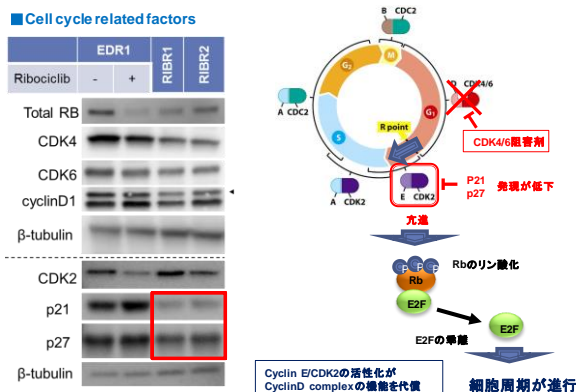 ■Cell cycle related factors
EDR1
RIBR1
RIBR2
Ribociclib - +
Total RB
CDK4
CDK6
cyclinD1
β-tubulin
CDK2
p21
p27
β-tubulin
B CDC2
G₂
M
A CDC2
D CDK4/6
S
G₁
R point
CDK4/6阻害剤
A CDK2
E CDK2
P21
p27
発現が低下
亢進
P P P P
Rbのリン酸化
Rb
E2F
E2F
E2Fの乖離
Cyclin E/CDK2の活性化が
CyclinD complexの機能を代償
細胞周期が進行